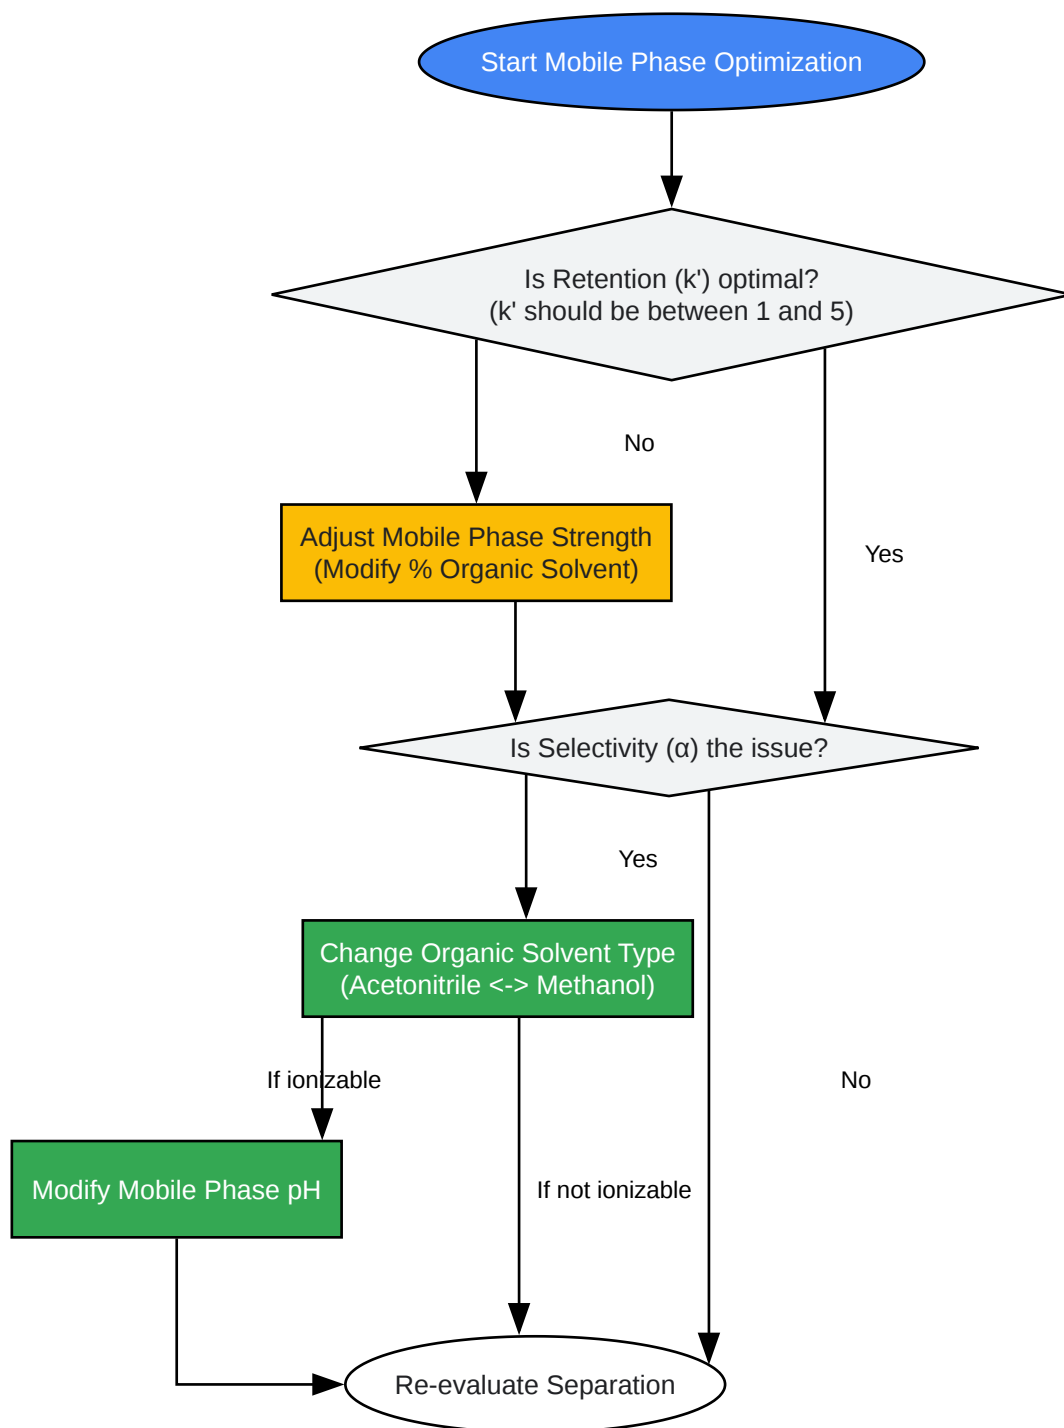 Start Mobile Phase Optimization
Is Retention (k') optimal?
(k' should be between 1 and 5)
No
Adjust Mobile Phase Strength
(Modify % Organic Solvent)
Yes
Is Selectivity (α) the issue?
Yes
Change Organic Solvent Type
(Acetonitrile <-> Methanol)
If ionizable
No
Modify Mobile Phase pH
If not ionizable
Re-evaluate Separation